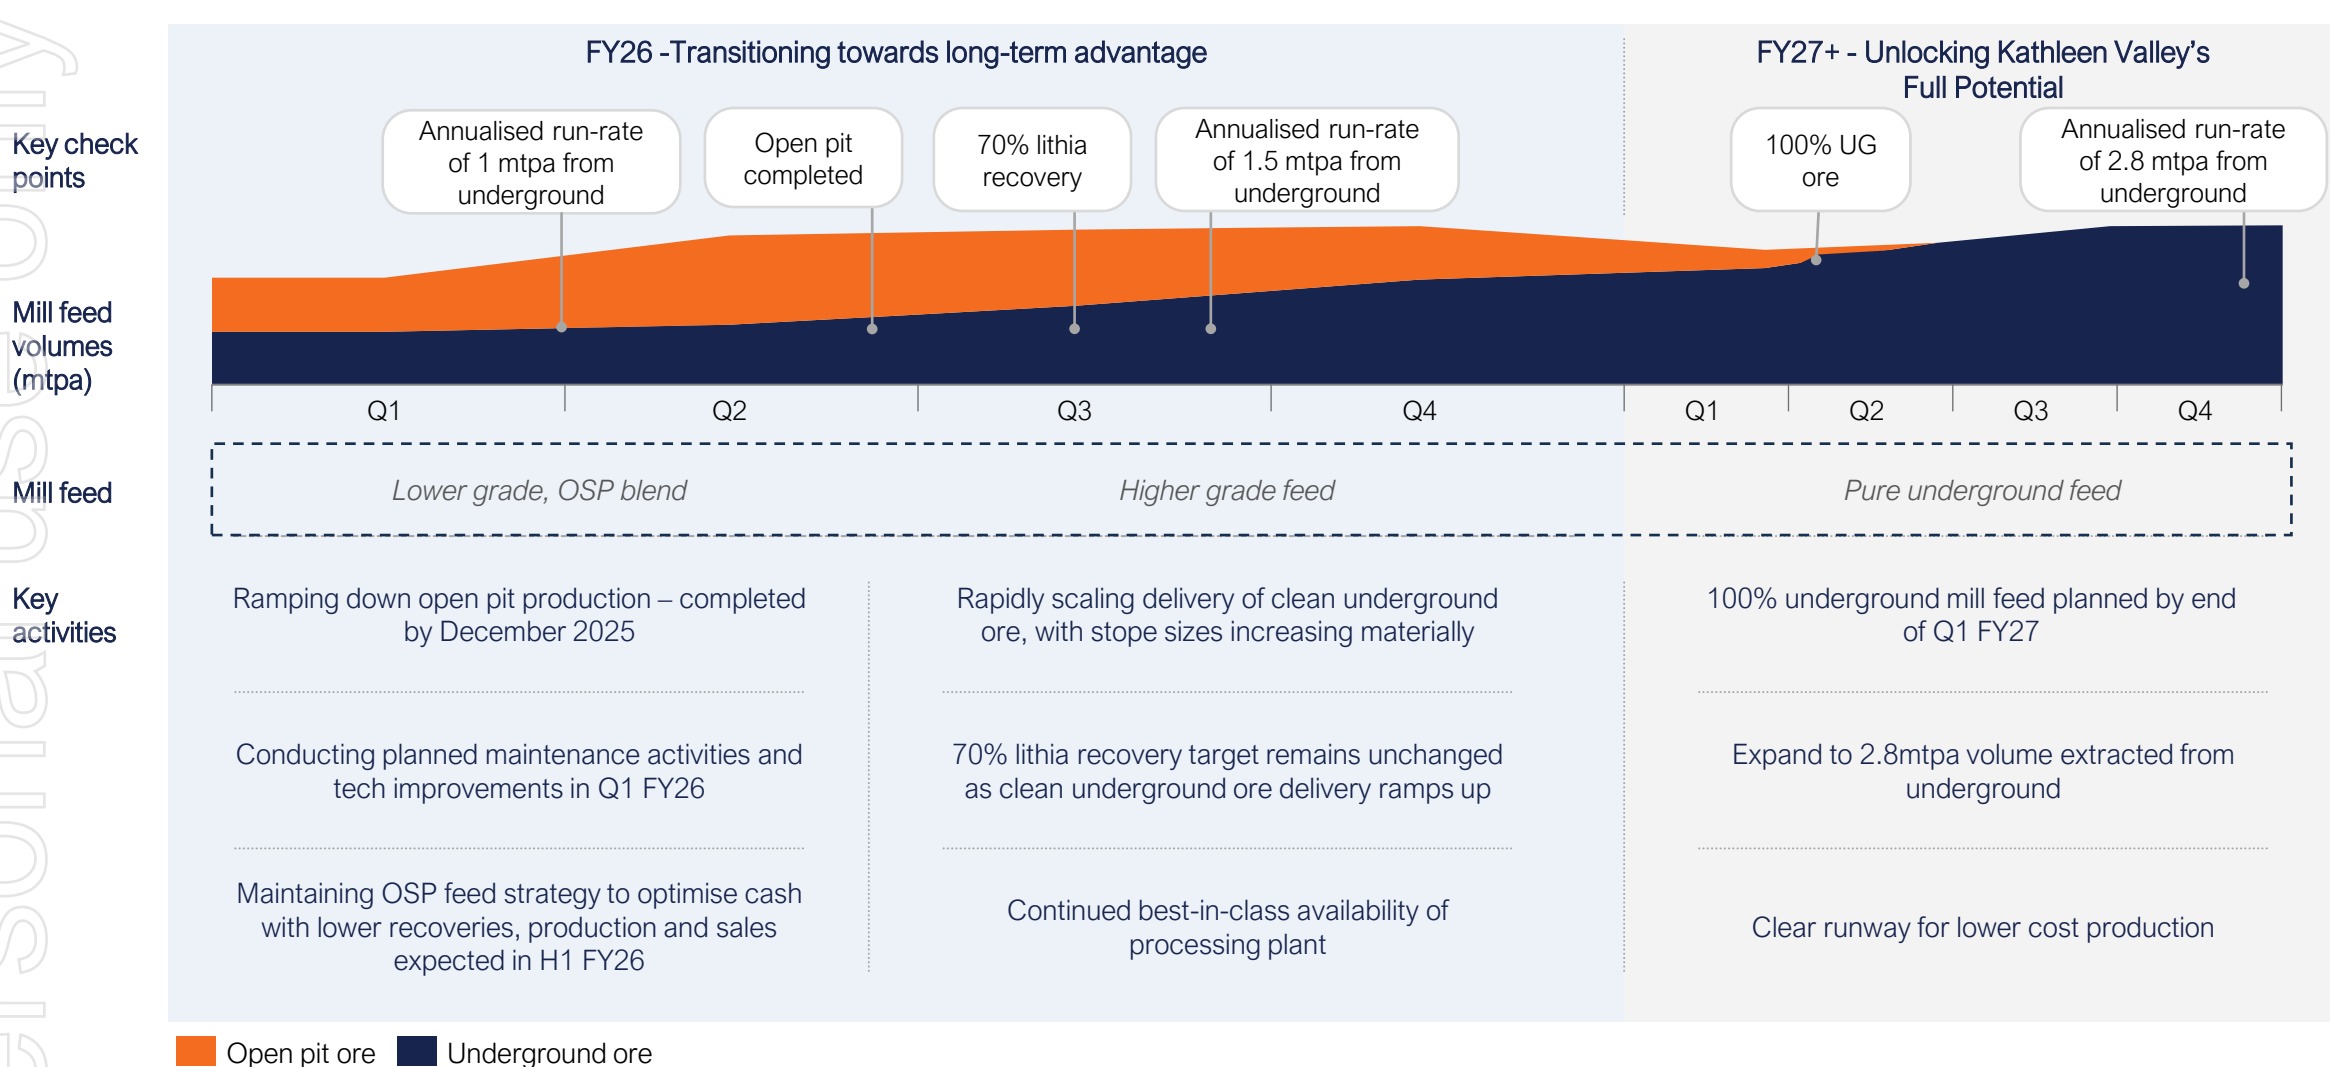 FY26 -Transitioning towards long-term advantage
FY27+ - Unlocking Kathleen Valley's
Full Potential
Key check
points
Annualised run-rate
of 1 mtpa from
underground
Open pit
completed
70% lithia
recovery
Annualised run-rate
of 1.5 mtpa from
underground
100% UG
ore
Annualised run-rate
of 2.8 mtpa from
underground
Mill feed
volumes
(mtpa)
Q1
Q2
Q3
Q4
Q1
Q2
Q3
Q4
Mill feed
Lower grade, OSP blend
Higher grade feed
Pure underground feed
Key
activities
Ramping down open pit production – completed
by December 2025
Rapidly scaling delivery of clean underground
ore, with stope sizes increasing materially
100% underground mill feed planned by end
of Q1 FY27
Conducting planned maintenance activities and
tech improvements in Q1 FY26
70% lithia recovery target remains unchanged
as clean underground ore delivery ramps up
Expand to 2.8mtpa volume extracted from
underground
Maintaining OSP feed strategy to optimise cash
with lower recoveries, production and sales
expected in H1 FY26
Continued best-in-class availability of
processing plant
Clear runway for lower cost production
Open pit ore
Underground ore
ersonal use only